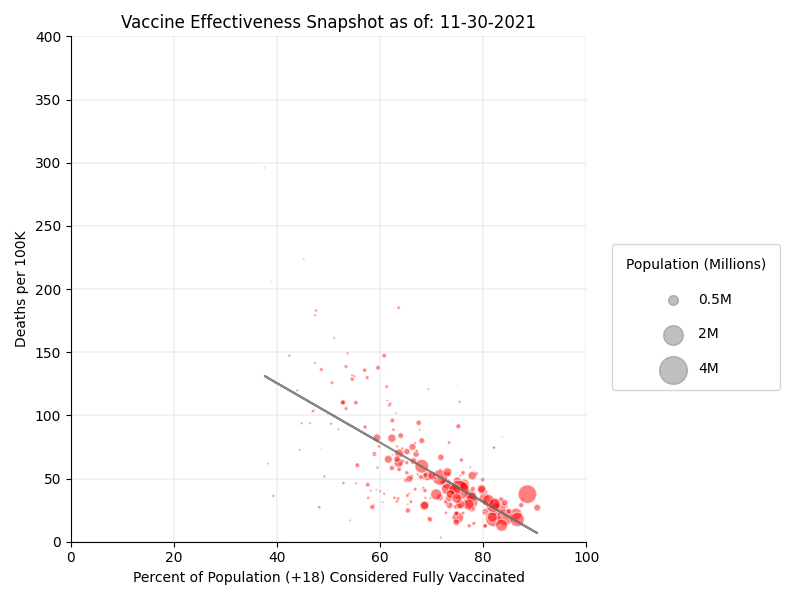 Vaccine Effectiveness Snapshot as of: 11-30-2021
400
350
300
250
200
150
100
50
0
Deaths per 100K
0 20 40 60 80 100
Percent of Population (+18) Considered Fully Vaccinated
Population (Millions)
0.5M
2M
4M